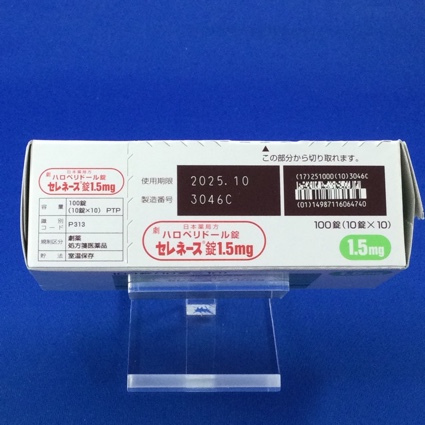 この部分から切り取れます。
日本薬局方
劇 ハロペリドール錠
セレネース®錠1.5mg
容量 100錠
(10錠×10) PTP
識別コード P313
規制区分 劇薬
処方箋医薬品
貯法 室温保存
使用期限 2025.10
製造番号 3046C
(17)251000(10)3046C
(01)14987116064740
日本薬局方
劇 ハロペリドール錠
セレネース®錠1.5mg
100錠(10錠×10)
1.5mg